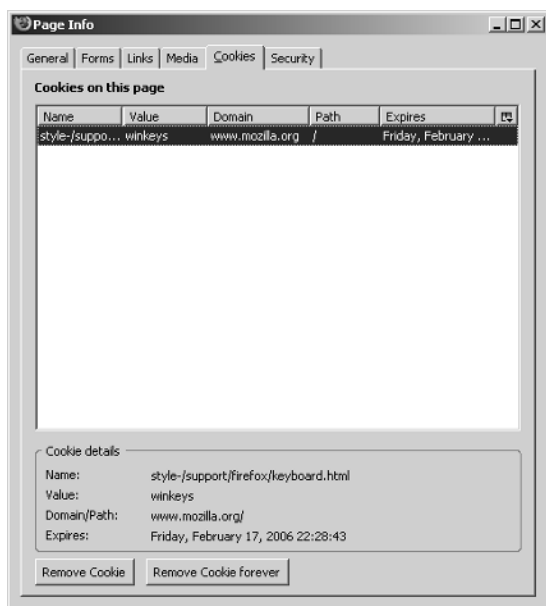 Page Info
General Forms Links Media Cookies Security
Cookies on this page
Name Value Domain Path Expires
style-/suppo... winkeys www.mozilla.org / Friday, February ...
Cookie details
Name: style-/support/firefox/keyboard.html
Value: winkeys
Domain/Path: www.mozilla.org/
Expires: Friday, February 17, 2006 22:28:43
Remove Cookie Remove Cookie forever